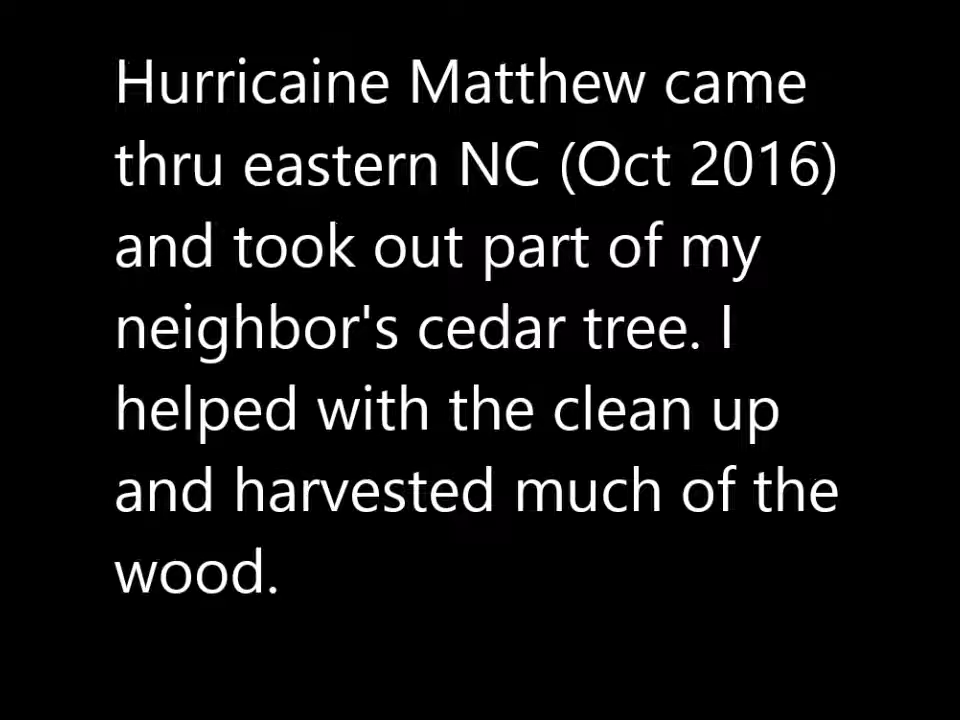 Hurricaine Matthew came
thru eastern NC (Oct 2016)
and took out part of my
neighbor's cedar tree. I
helped with the clean up
and harvested much of the
wood.